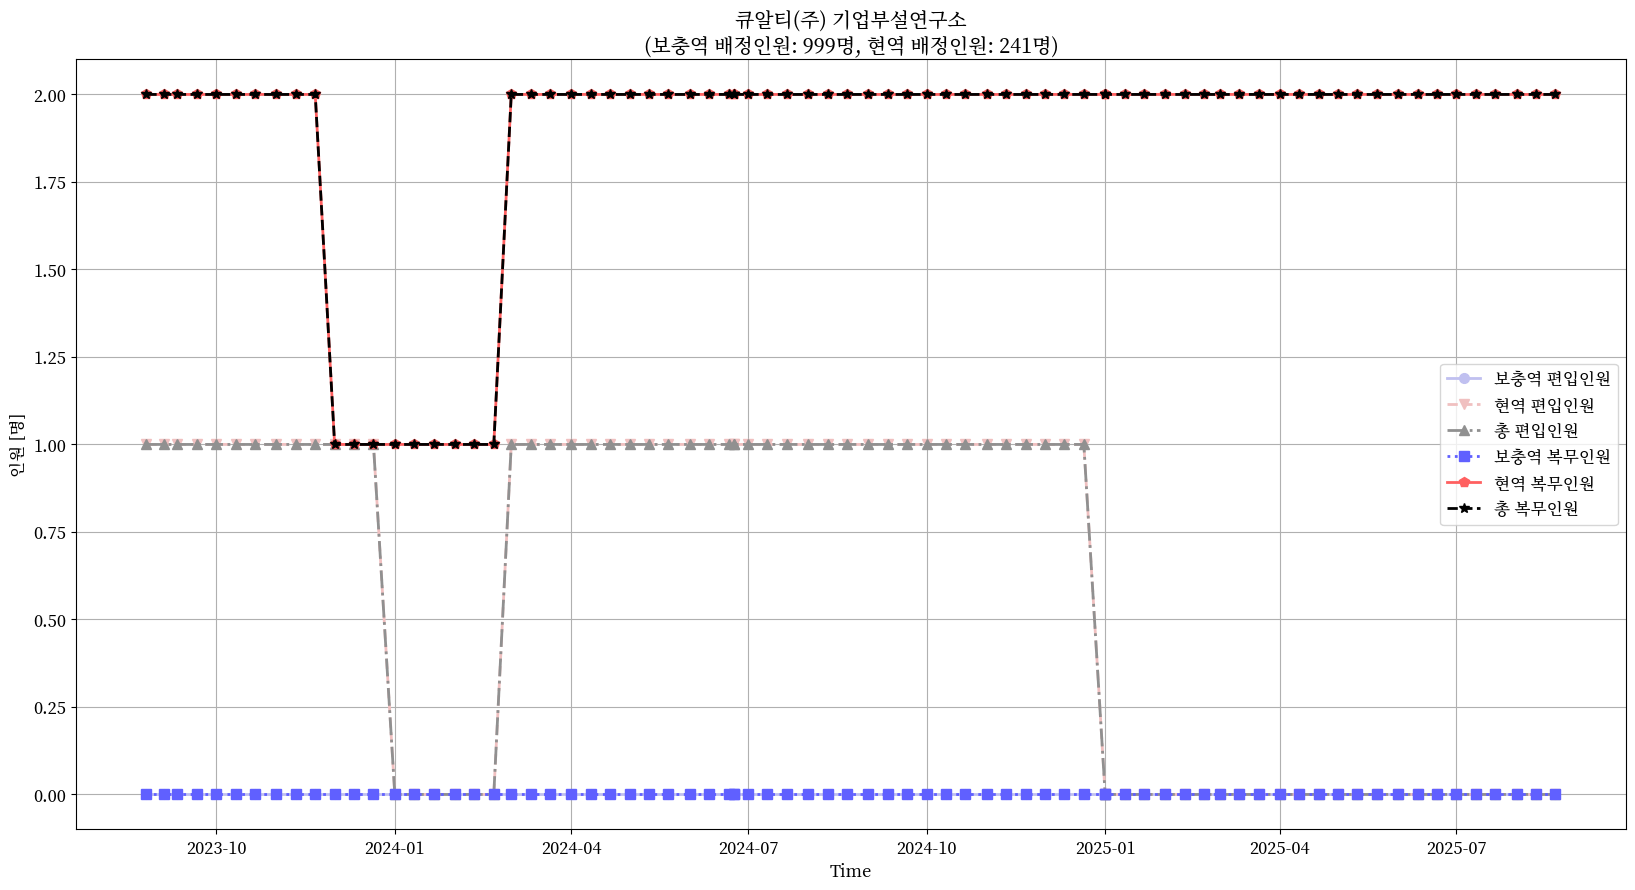 큐알티(주) 기업부설연구소
(보충역 배정인원: 999명, 현역 배정인원: 241명)
인원 [명]
2.00
1.75
1.50
1.25
1.00
0.75
0.50
0.25
0.00
보충역 편입인원
현역 편입인원
총 편입인원
보충역 복무인원
현역 복무인원
총 복무인원
2023-10 2024-01 2024-04 2024-07 2024-10 2025-01 2025-04 2025-07
Time